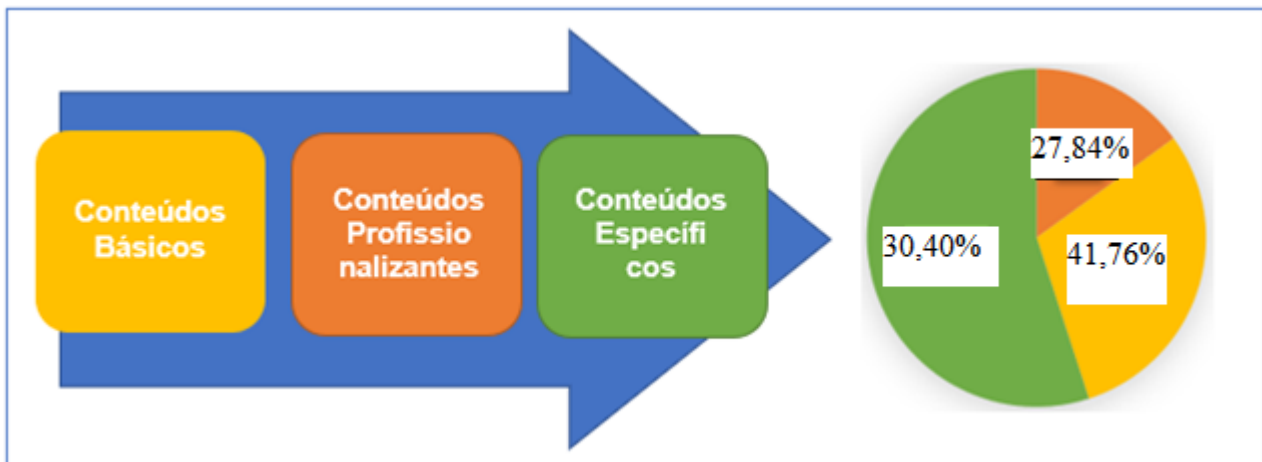 Conteúdos
Básicos
Conteúdos
Profissio
nalizantes
Conteúdos
Específi
cos
27,84%
30,40%
41,76%